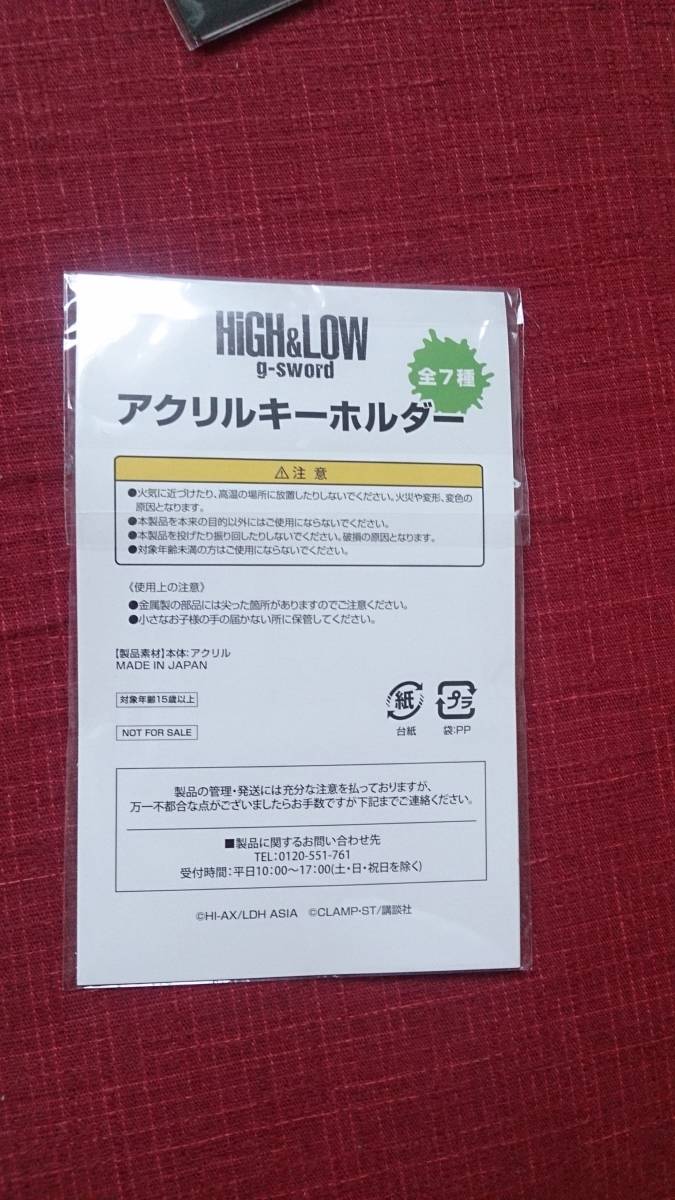 HiGH&LOW
g-sword
全7種
アクリルキーホルダー
⚠注意
●火気に近づけたり、高温の場所に放置したりしないでください。火災や変形、変色の
原因となります。
●本製品を本来の目的以外にはご使用にならないでください。
●本製品を投げたり振り回したりしないでください。破損の原因となります。
●対象年齢未満の方はご使用にならないでください。
《使用上の注意》
●金属製の部品には尖った箇所がありますのでご注意ください。
●小さなお子様の手の届かない所に保管してください。
【製品素材】本体:アクリル
MADE IN JAPAN
対象年齢15歳以上
NOT FOR SALE
紙
台紙
プラ
袋:PP
製品の管理・発送には充分な注意を払っておりますが、
万一不都合な点がございましたらお手数ですが下記までご連絡ください。
■製品に関するお問い合わせ先
TEL:0120-551-761
受付時間:平日10:00〜17:00(土・日・祝日を除く)
©HI-AX/LDH ASIA ©CLAMP・ST/講談社